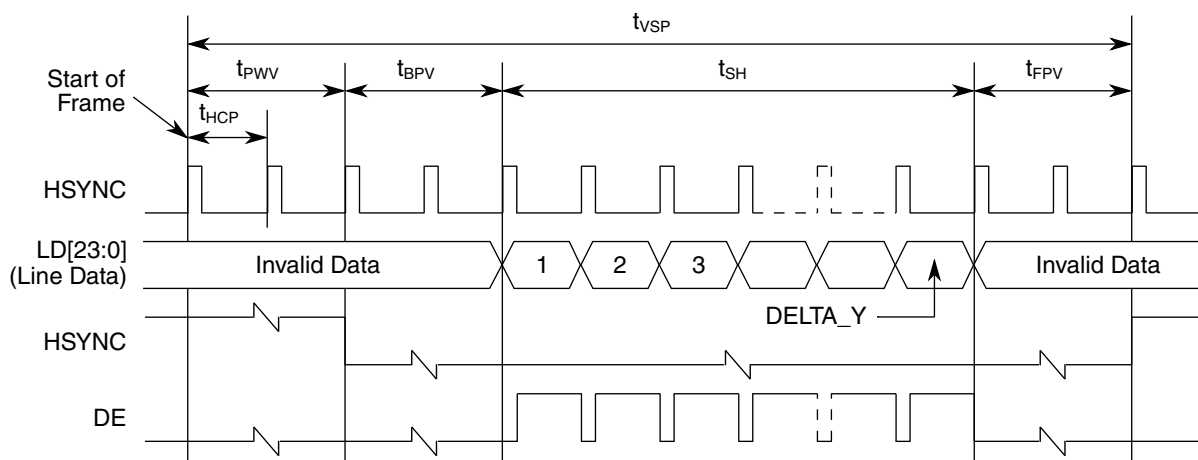 tVSP
tPWV
tBPV
tSH
tFPV
Start of
Frame
tHCP
HSYNC
LD[23:0]
(Line Data)
Invalid Data
1
2
3
Invalid Data
DELTA_Y
HSYNC
DE